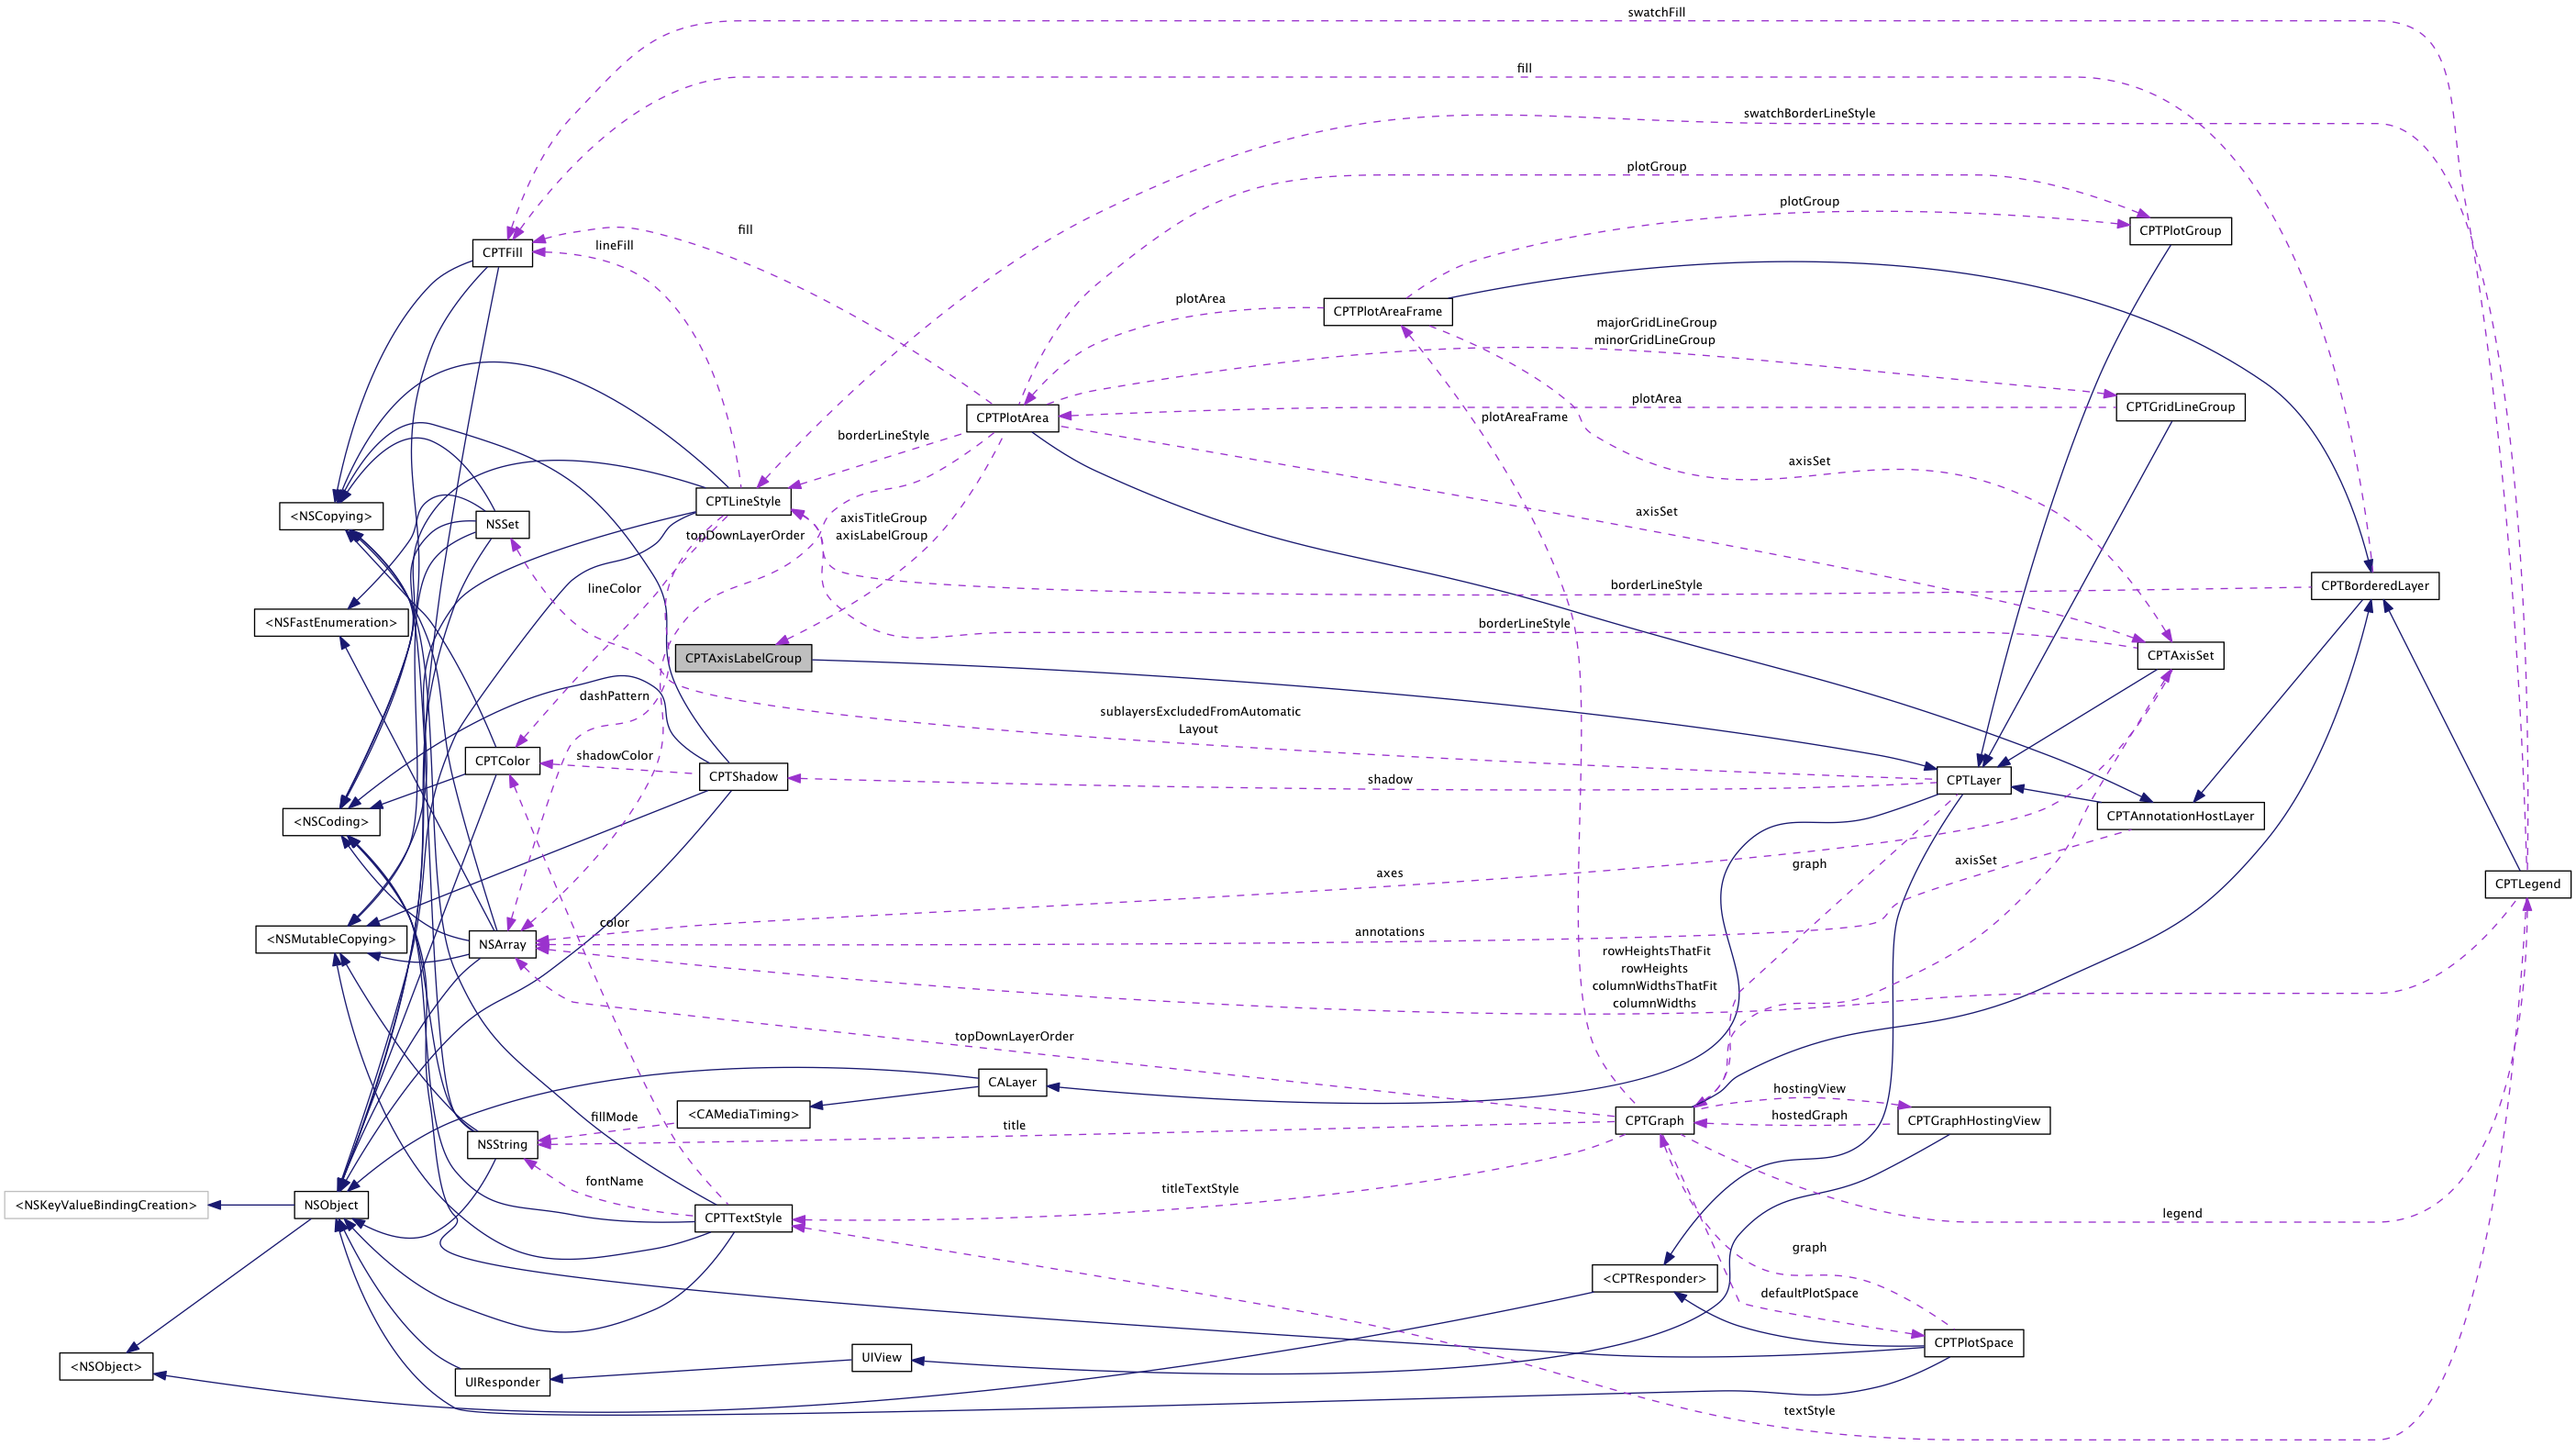 swatchFill
fill
swatchBorderLineStyle
plotGroup
plotGroup
fill
CPTPlotGroup
lineFill
CPTFill
plotArea
CPTPlotAreaFrame
majorGridLineGroup
minorGridLineGroup
plotArea
CPTGridLineGroup
CPTPlotArea
plotAreaFrame
borderLineStyle
axisSet
CPTLineStyle
<NSCopying>
NSSet
axisTitleGroup
axisLabelGroup
topDownLayerOrder
axisSet
lineColor
borderLineStyle
CPTBorderedLayer
<NSFastEnumeration>
borderLineStyle
CPTAxisLabelGroup
CPTAxisSet
dashPattern
sublayersExcludedFromAutomatic
Layout
shadowColor
CPTColor
CPTShadow
shadow
CPTLayer
<NSCoding>
CPTAnnotationHostLayer
graph
axisSet
axes
CPTLegend
color
annotations
<NSMutableCopying>
NSArray
rowHeightsThatFit
rowHeights
columnWidthsThatFit
columnWidths
topDownLayerOrder
CALayer
hostingView
<CAMediaTiming>
fillMode
title
CPTGraph
hostedGraph
CPTGraphHostingView
NSString
fontName
titleTextStyle
<NSKeyValueBindingCreation>
NSObject
CPTTextStyle
legend
graph
<CPTResponder>
defaultPlotSpace
CPTPlotSpace
<NSObject>
UIView
UIResponder
textStyle